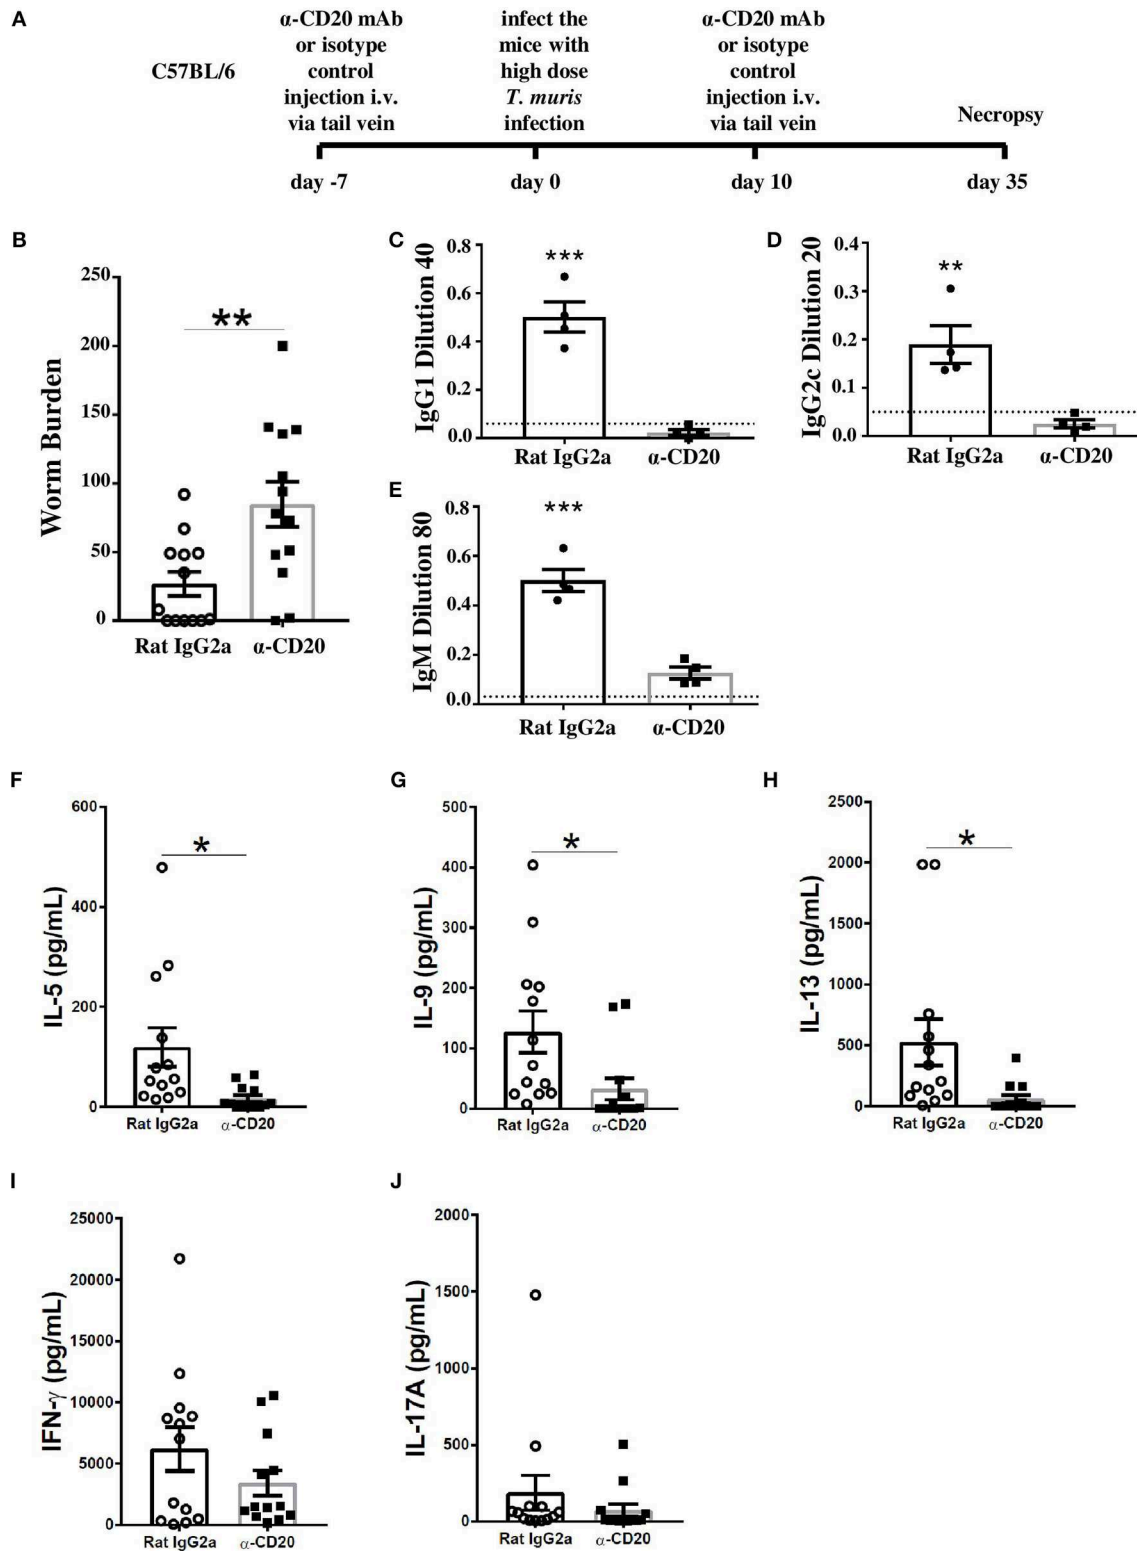 A
C57BL/6
α-CD20 mAb
or isotype
control
injection i.v.
via tail vein
infect the
mice with
high dose
T. muris
infection
α-CD20 mAb
or isotype
control
injection i.v.
via tail vein
Necropsy
day -7
day 0
day 10
day 35
B
Worm Burden
250
200
150
100
50
0
**
Rat IgG2a
α-CD20
C
IgG1 Dilution 40
0.8
0.6
0.4
0.2
0.0
***
Rat IgG2a
α-CD20
D
IgG2c Dilution 20
0.4
0.3
0.2
0.1
0.0
**
Rat IgG2a
α-CD20
E
IgM Dilution 80
0.8
0.6
0.4
0.2
0.0
***
Rat IgG2a
α-CD20
F
IL-5 (pg/mL)
600
400
200
0
*
Rat IgG2a
α-CD20
G
IL-9 (pg/mL)
500
400
300
200
100
0
*
Rat IgG2a
α-CD20
H
IL-13 (pg/mL)
2500
2000
1500
1000
500
0
*
Rat IgG2a
α-CD20
I
IFN-γ (pg/mL)
25000
20000
15000
10000
5000
0
Rat IgG2a
α-CD20
J
IL-17A (pg/mL)
2000
1500
1000
500
0
Rat IgG2a
α-CD20